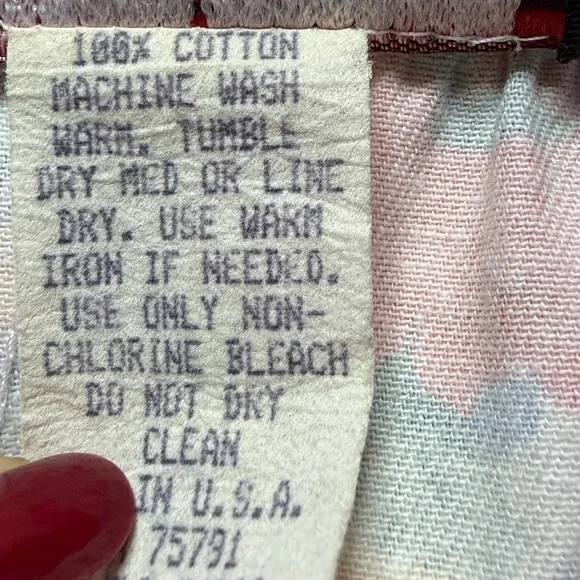 100% COTTON
MACHINE WASH
WARM. TUMBLE
DRY MED OR LINE
DRY. USE WARM
IRON IF NEEDED.
USE ONLY NON-
CHLORINE BLEACH
DO NOT DRY
CLEAN
IN U.S.A.
75791